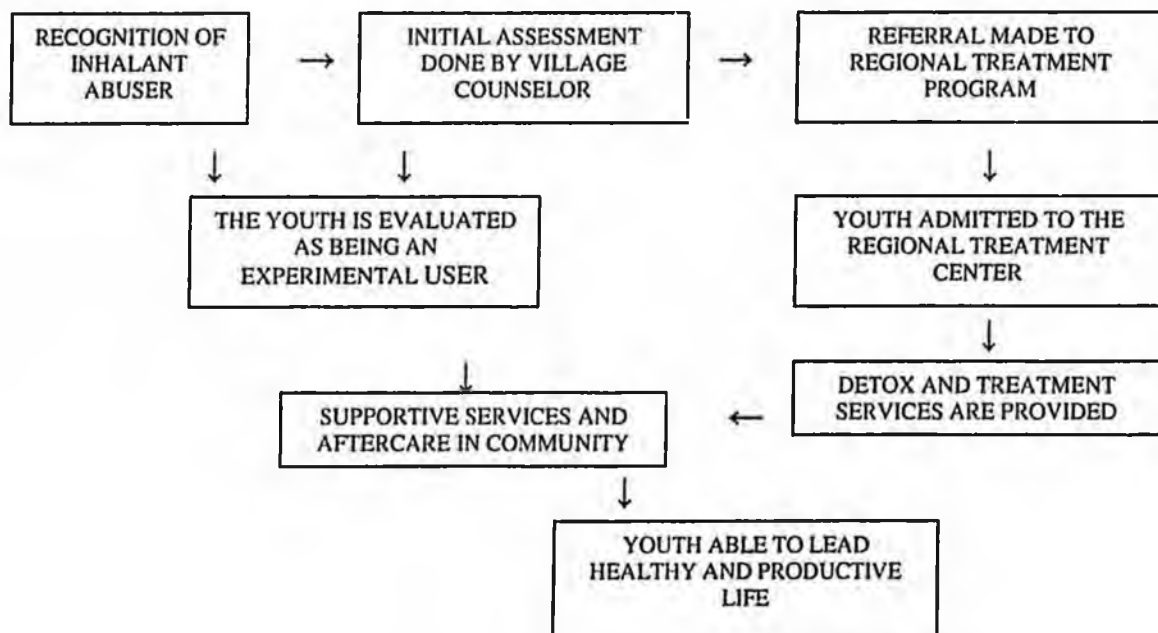 RECOGNITION OF
INHALANT
ABUSER
→
INITIAL ASSESSMENT
DONE BY VILLAGE
COUNSELOR
→
REFERRAL MADE TO
REGIONAL TREATMENT
PROGRAM
↓
↓
↓
THE YOUTH IS EVALUATED
AS BEING AN
EXPERIMENTAL USER
YOUTH ADMITTED TO THE
REGIONAL TREATMENT
CENTER
↓
↓
DETOX AND TREATMENT
SERVICES ARE PROVIDED
←
SUPPORTIVE SERVICES AND
AFTERCARE IN COMMUNITY
↓
YOUTH ABLE TO LEAD
HEALTHY AND PRODUCTIVE
LIFE